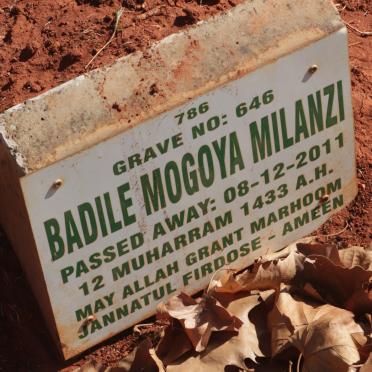 786
GRAVE NO: 646
BADILE MOGOYA MILANZI
PASSED AWAY: 08-12-2011
12 MUHARRAM 1433 A.H.
MAY ALLAH GRANT MARHOOM
JANNATUL FIRDOSE - AMEEN